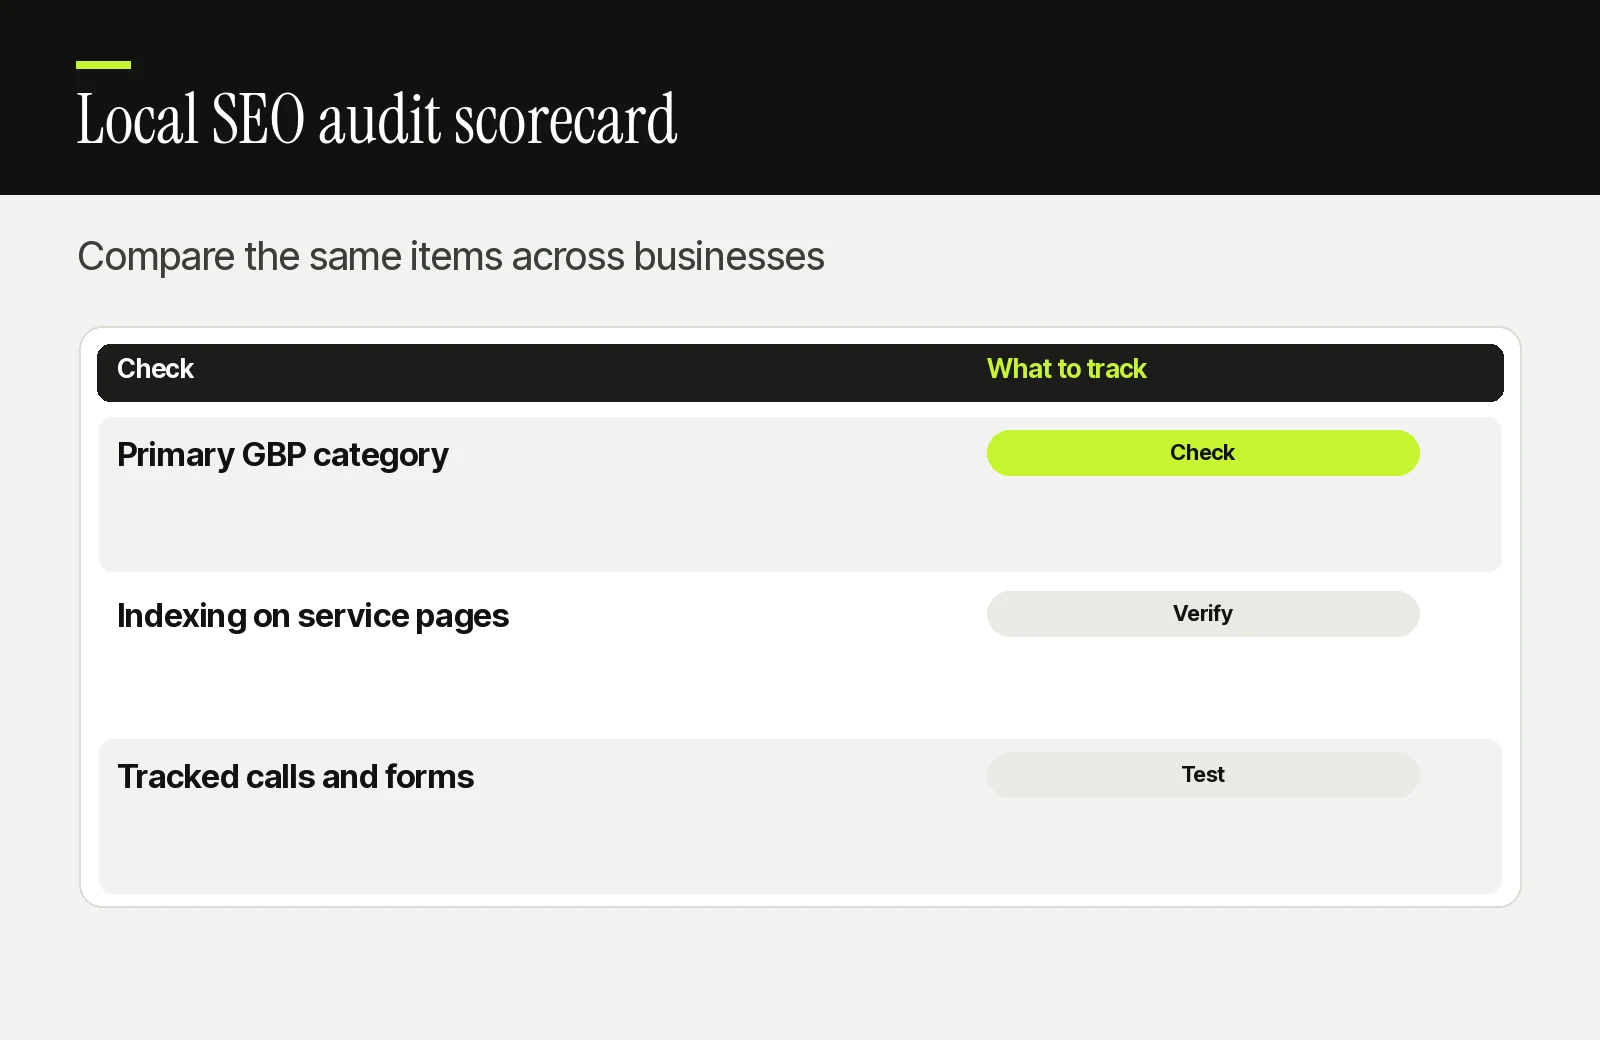 Local SEO audit scorecard
Compare the same items across businesses
Check What to track
Primary GBP category Check
Indexing on service pages Verify
Tracked calls and forms Test